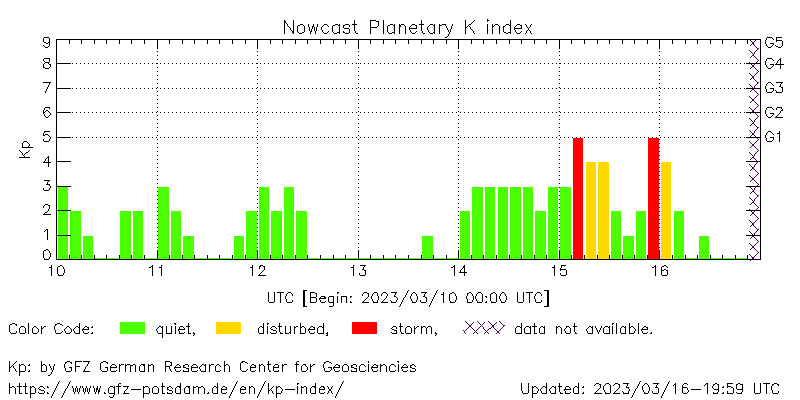 Nowcast Planetary K index
9 G5
8 G4
7 G3
6 G2
5 G1
Kp
4
3
2
1
0
10 11 12 13 14 15 16
UTC [Begin: 2023/03/10 00:00 UTC]
Color Code: quiet, disturbed, storm, data not available.
Kp: by GFZ German Research Center for Geosciencies
https://www.gfz-potsdam.de/en/kp-index/ Updated: 2023/03/16-19:59 UTC